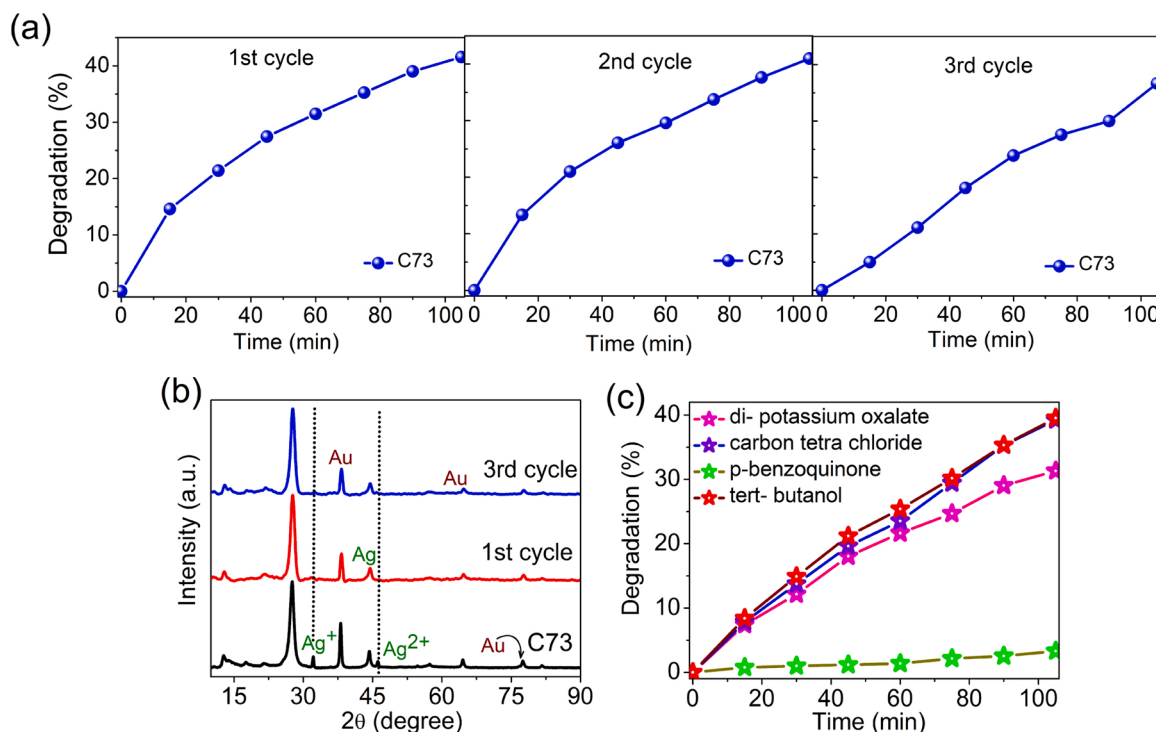 (a)
1st cycle
2nd cycle
3rd cycle
Degradation (%)
40
30
20
10
0
C73
C73
C73
0 20 40 60 80 100
0 20 40 60 80 100
0 20 40 60 80 100
Time (min)
Time (min)
Time (min)
(b)
Intensity (a.u.)
Au
Au
3rd cycle
Ag
1st cycle
Ag+
Ag2+
Au
C73
15 30 45 60 75 90
2θ (degree)
(c)
Degradation (%)
40
30
20
10
0
di- potassium oxalate
carbon tetra chloride
p-benzoquinone
tert- butanol
0 20 40 60 80 100
Time (min)